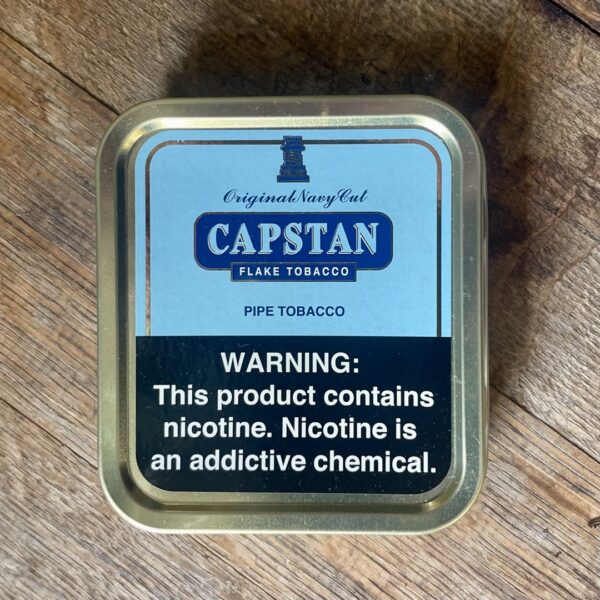 Original Navy Cut
CAPSTAN
FLAKE TOBACCO
PIPE TOBACCO
WARNING:
This product contains
nicotine. Nicotine is
an addictive chemical.